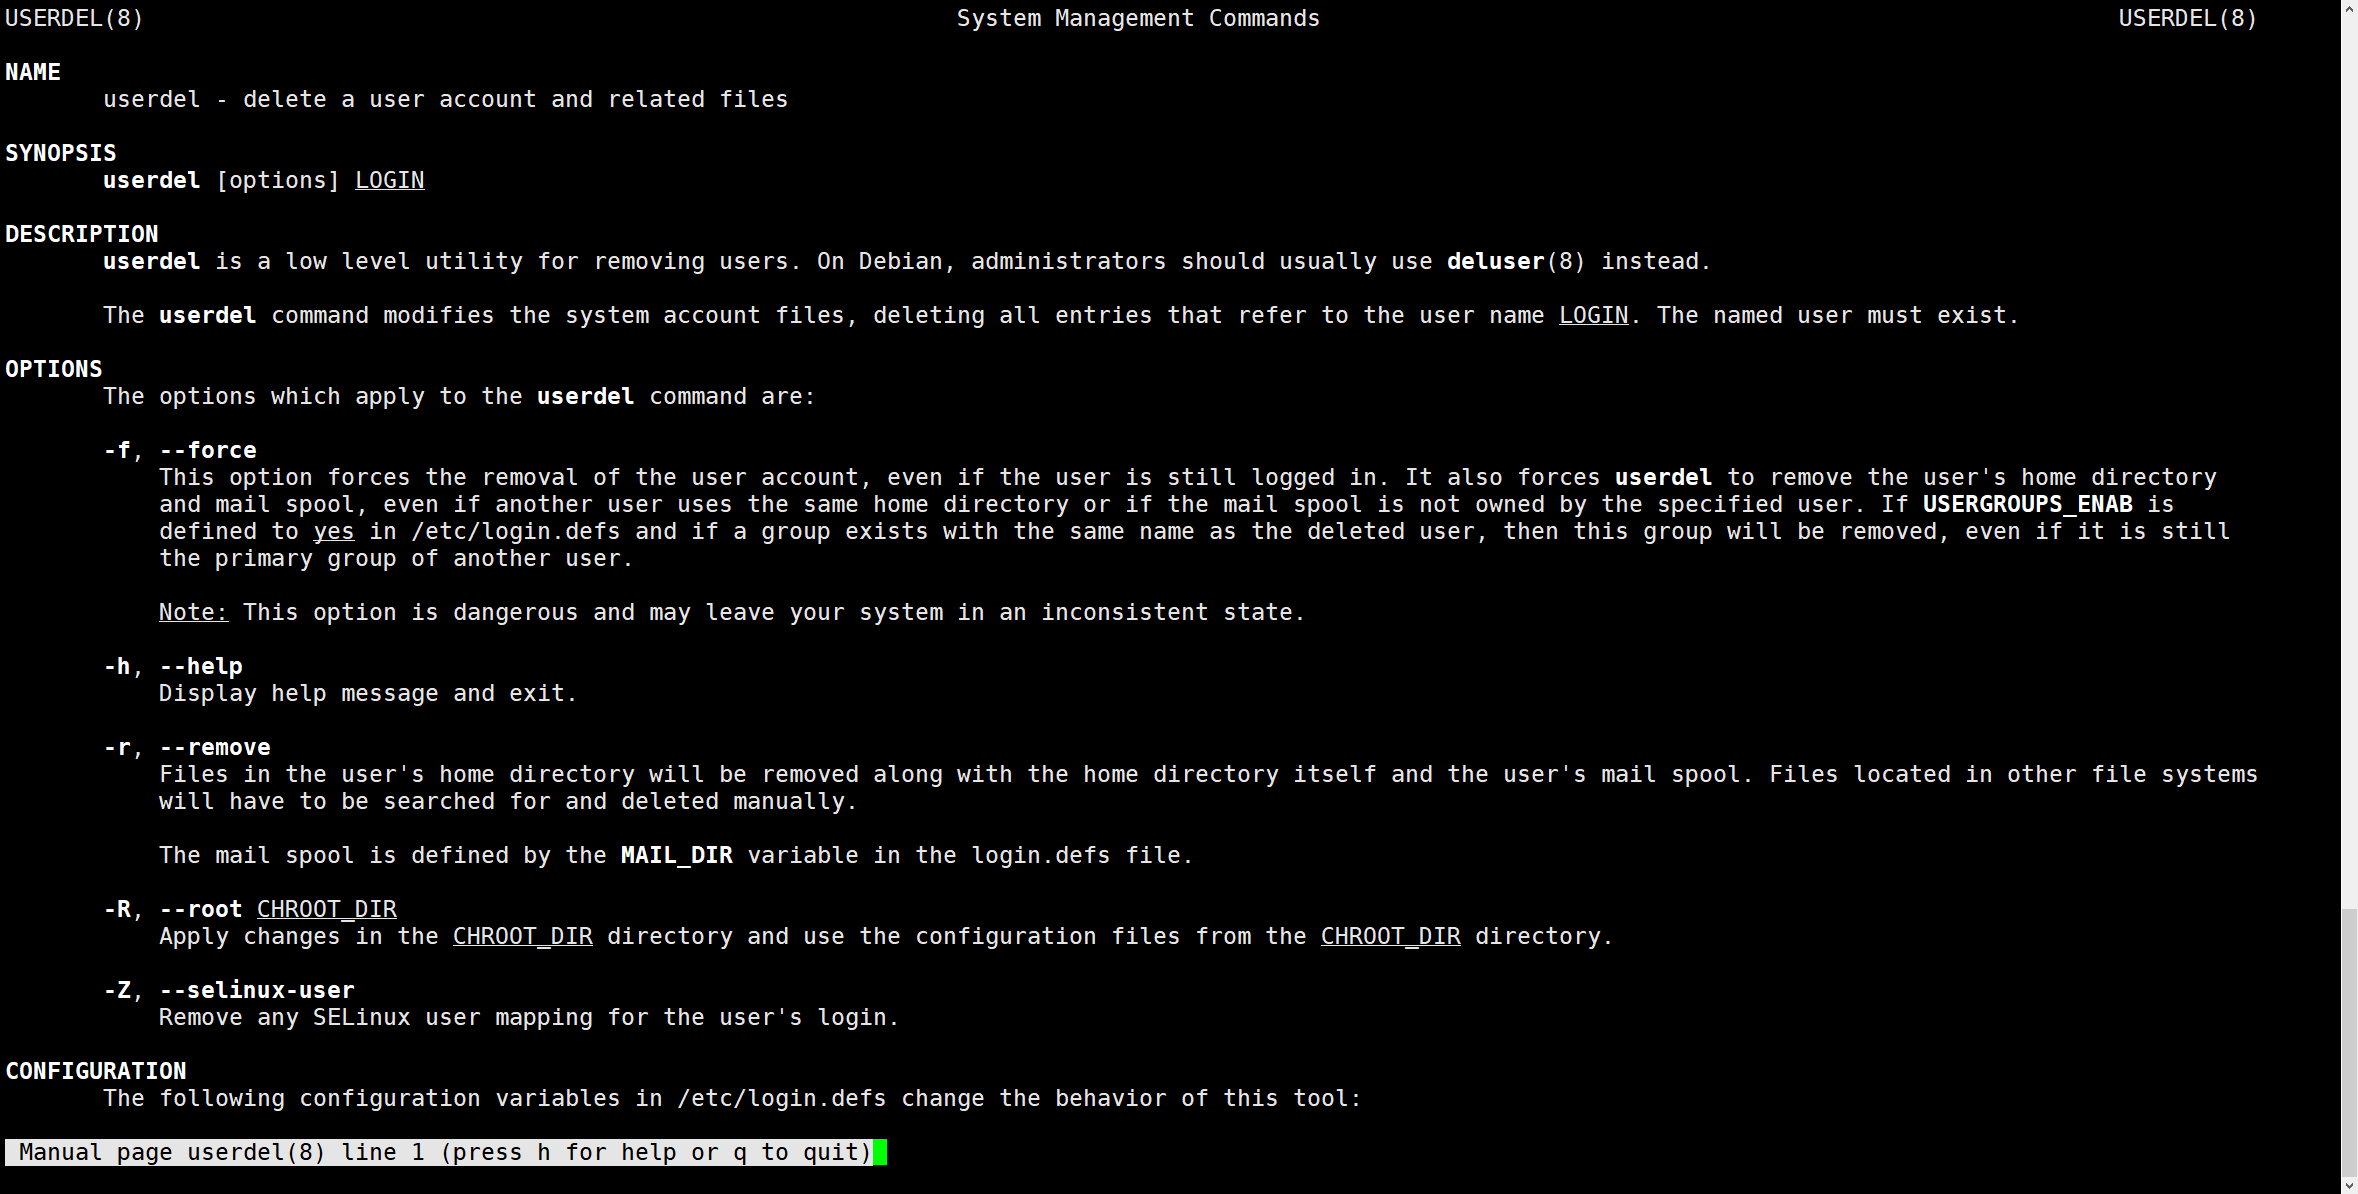 USERDEL(8) System Management Commands USERDEL(8)
NAME
userdel - delete a user account and related files
SYNOPSIS
userdel [options] LOGIN
DESCRIPTION
userdel is a low level utility for removing users. On Debian, administrators should usually use deluser(8) instead.
The userdel command modifies the system account files, deleting all entries that refer to the user name LOGIN. The named user must exist.
OPTIONS
The options which apply to the userdel command are:
-f, --force
This option forces the removal of the user account, even if the user is still logged in. It also forces userdel to remove the user's home directory
and mail spool, even if another user uses the same home directory or if the mail spool is not owned by the specified user. If USERGROUPS_ENAB is
defined to yes in /etc/login.defs and if a group exists with the same name as the deleted user, then this group will be removed, even if it is still
the primary group of another user.
Note: This option is dangerous and may leave your system in an inconsistent state.
-h, --help
Display help message and exit.
-r, --remove
Files in the user's home directory will be removed along with the home directory itself and the user's mail spool. Files located in other file systems
will have to be searched for and deleted manually.
The mail spool is defined by the MAIL_DIR variable in the login.defs file.
-R, --root CHROOT_DIR
Apply changes in the CHROOT_DIR directory and use the configuration files from the CHROOT_DIR directory.
-Z, --selinux-user
Remove any SELinux user mapping for the user's login.
CONFIGURATION
The following configuration variables in /etc/login.defs change the behavior of this tool:
Manual page userdel(8) line 1 (press h for help or q to quit)